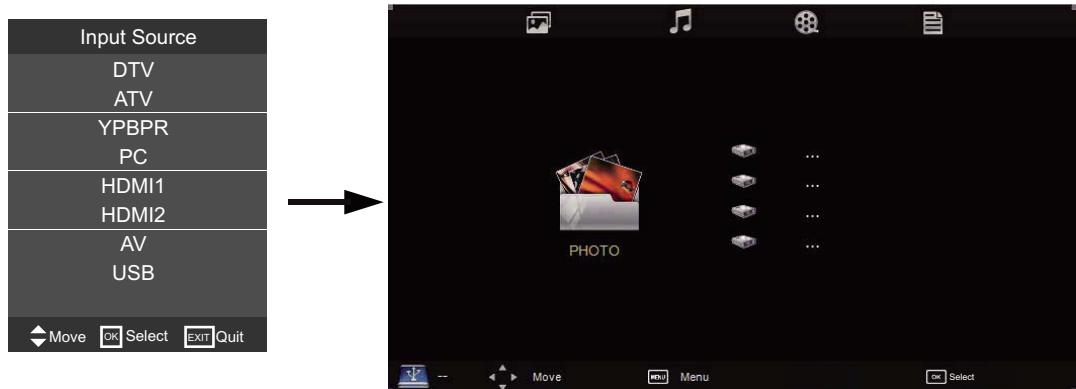 Input Source
DTV
ATV
YPBPR
PC
HDMI1
HDMI2
AV
USB
Move OK Select EXIT Quit
...
...
...
...
PHOTO
-- Move MENU Menu OK Select